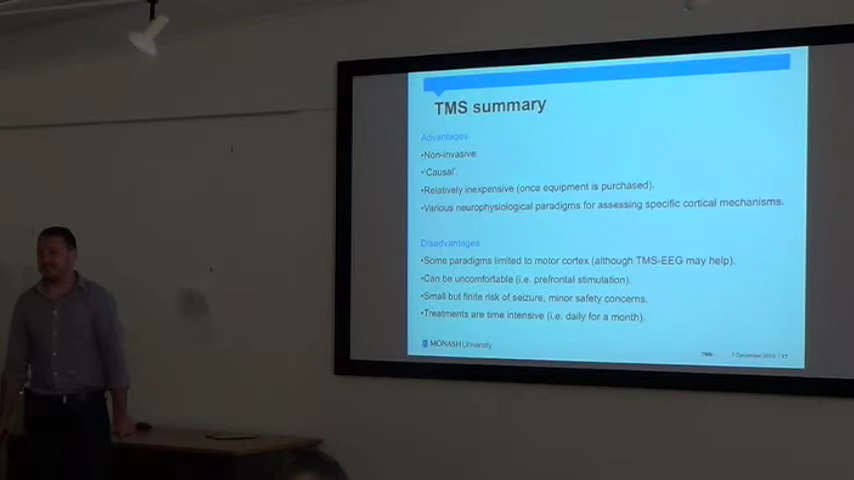 TMS summary
Advantages
•Non-invasive.
•'Causal'.
•Relatively inexpensive (once equipment is purchased).
•Various neurophysiological paradigms for assessing specific cortical mechanisms.
Disadvantages
•Some paradigms limited to motor cortex (although TMS-EEG may help).
•Can be uncomfortable (i.e. prefrontal stimulation).
•Small but finite risk of seizure, minor safety concerns.
•Treatments are time intensive (i.e. daily for a month).
MONASH University
TMS
7 December